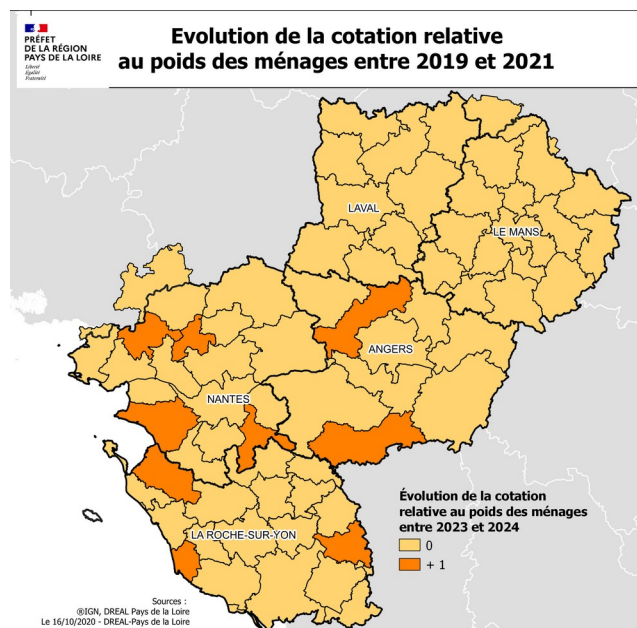 PRÉFET
DE LA RÉGION
PAYS DE LA LOIRE
Liberté
Égalité
Fraternité
Evolution de la cotation relative
au poids des ménages entre 2019 et 2021
LAVAL
LE MANS
ANGERS
NANTES
LA ROCHE-SUR-YON
Évolution de la cotation
relative au poids des ménages
entre 2023 et 2024
0
+ 1
Sources :
®IGN, DREAL Pays de la Loire
Le 16/10/2020 - DREAL-Pays de la Loire